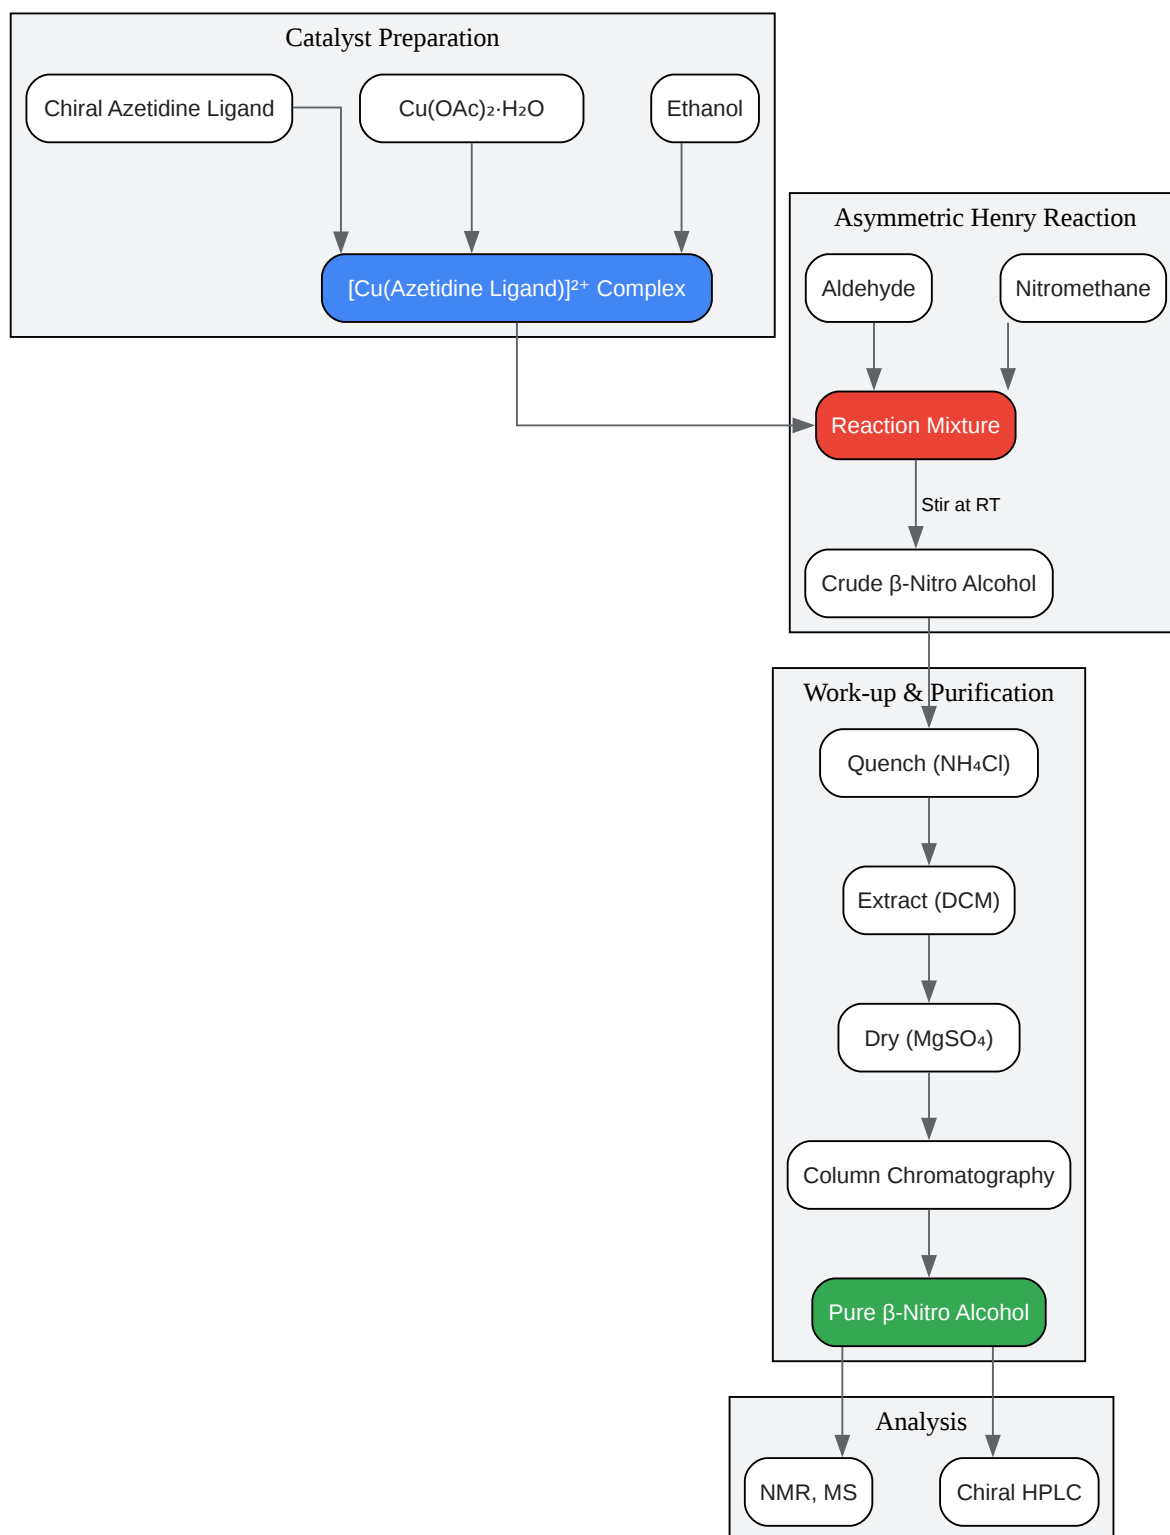 Catalyst Preparation
Chiral Azetidine Ligand
Cu(OAc)₂·H₂O
Ethanol
[Cu(Azetidine Ligand)]²⁺ Complex
Asymmetric Henry Reaction
Aldehyde
Nitromethane
Reaction Mixture
Stir at RT
Crude β-Nitro Alcohol
Work-up & Purification
Quench (NH₄Cl)
Extract (DCM)
Dry (MgSO₄)
Column Chromatography
Pure β-Nitro Alcohol
Analysis
NMR, MS
Chiral HPLC